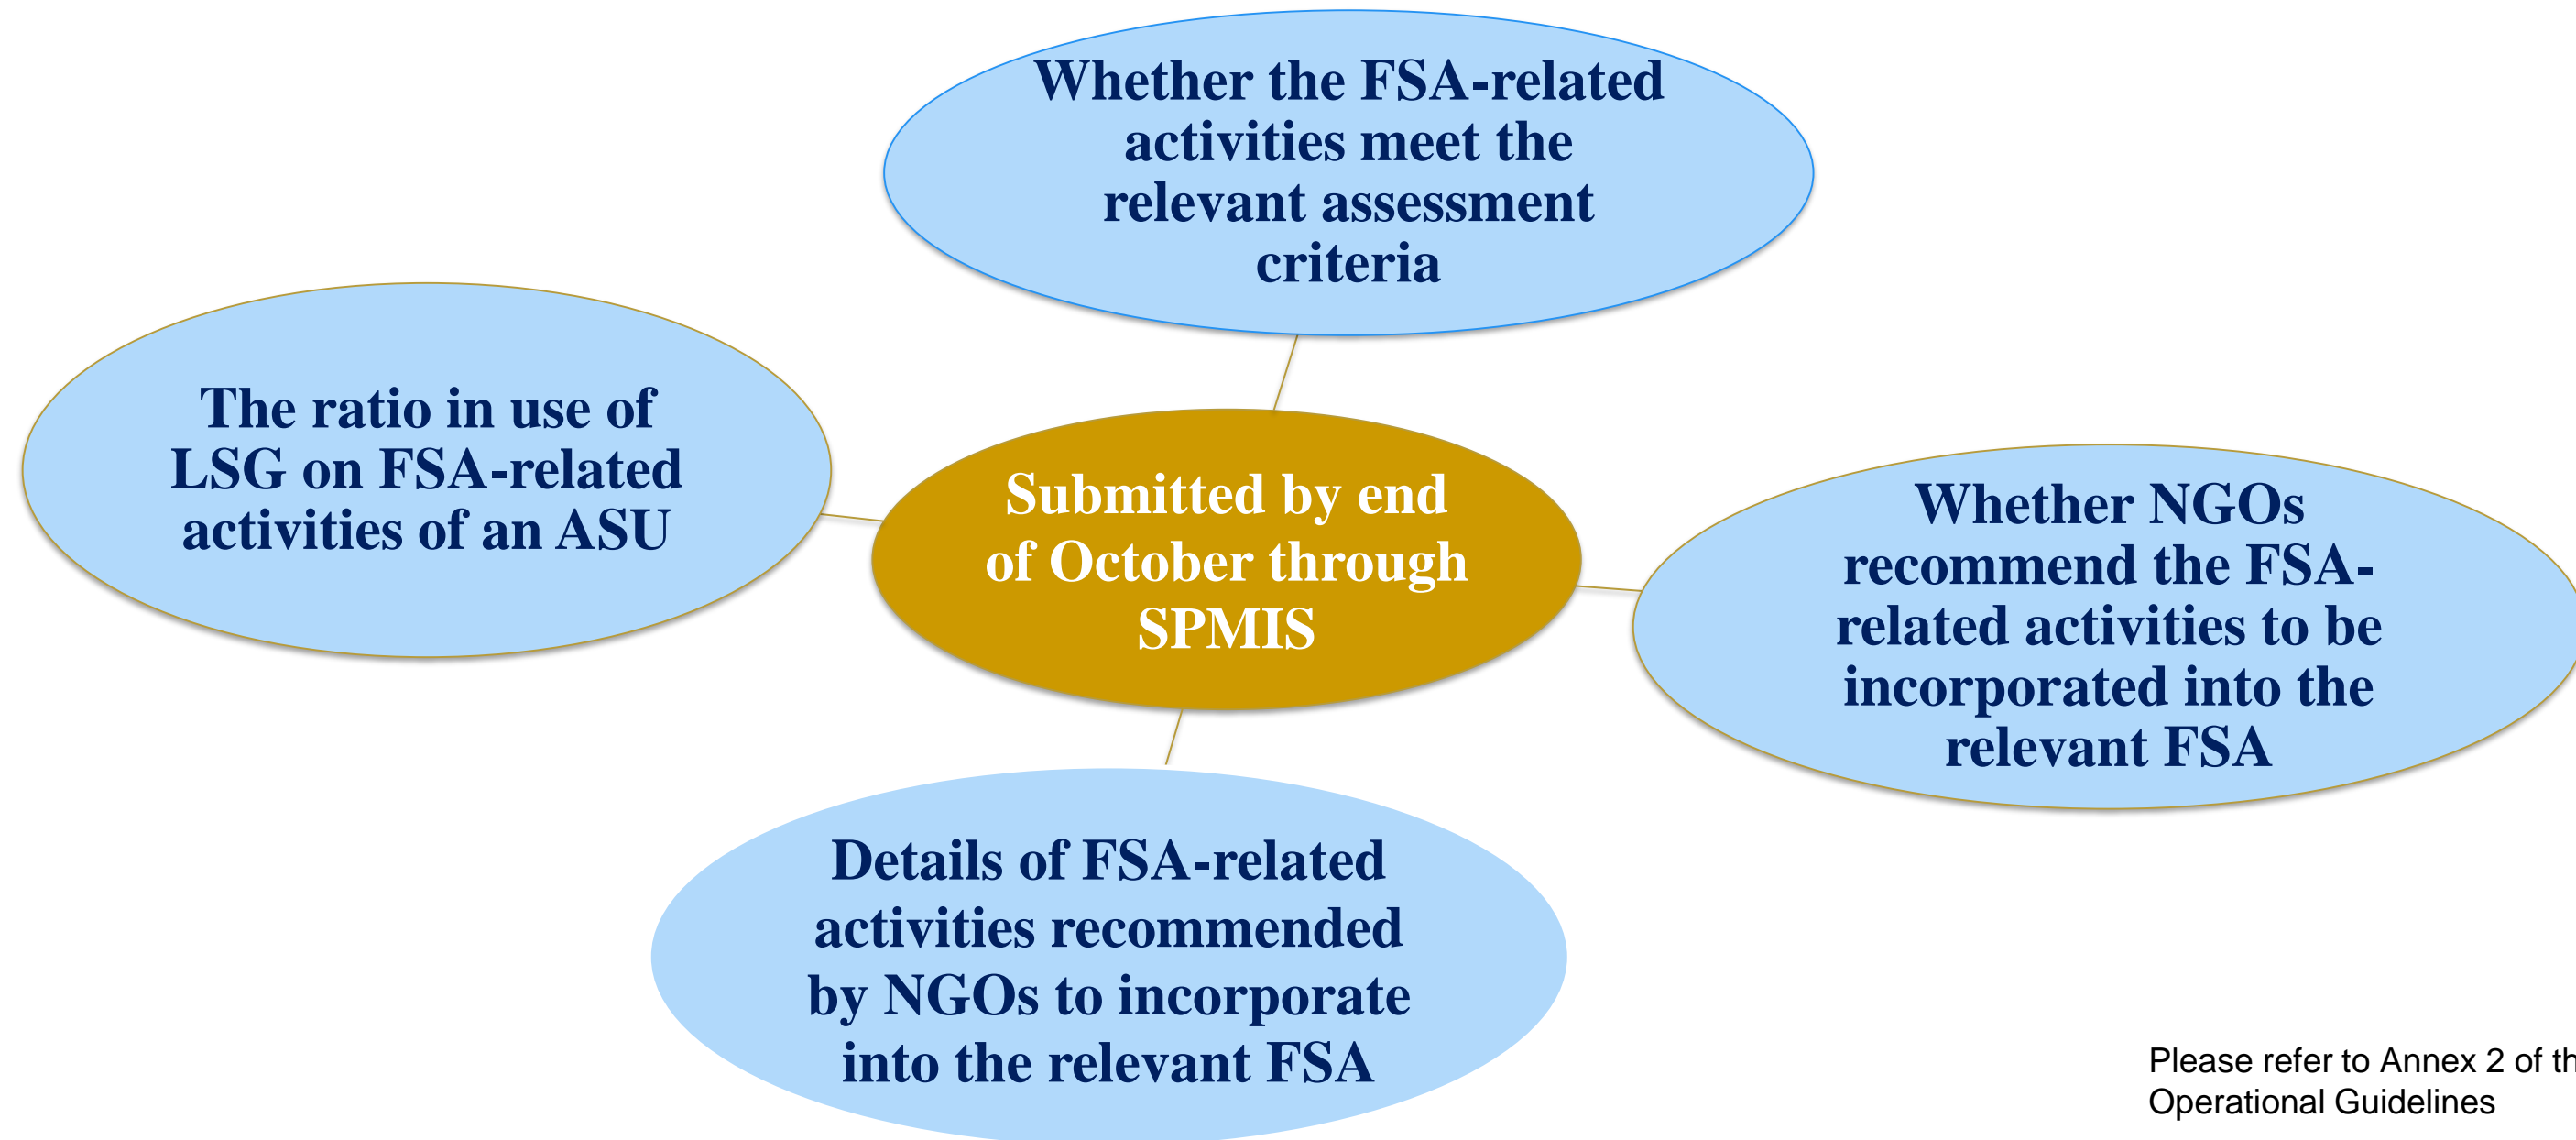 Whether the FSA-related
activities meet the
relevant assessment
criteria
The ratio in use of
LSG on FSA-related
activities of an ASU
Submitted by end
of October through
SPMIS
Whether NGOs
recommend the FSA-
related activities to be
incorporated into the
relevant FSA
Details of FSA-related
activities recommended
by NGOs to incorporate
into the relevant FSA
Please refer to Annex 2 of
Operational Guidelines